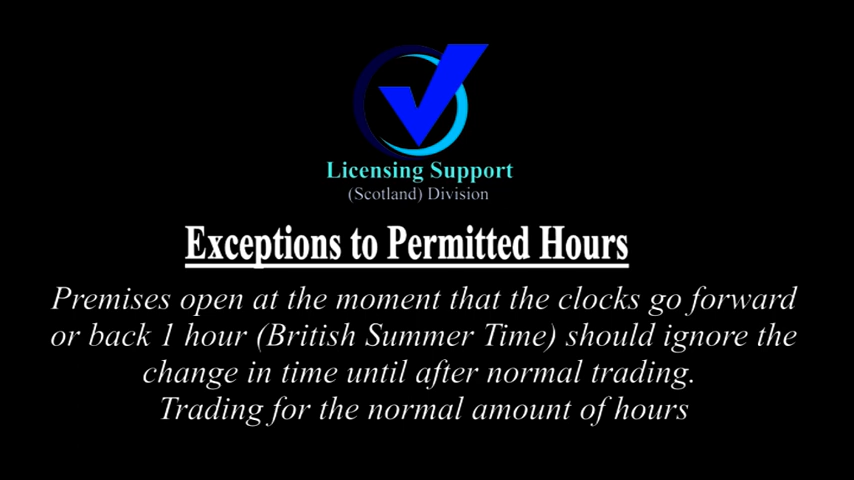 Licensing Support
(Scotland) Division
Exceptions to Permitted Hours
Premises open at the moment that the clocks go forward
or back 1 hour (British Summer Time) should ignore the
change in time until after normal trading.
Trading for the normal amount of hours